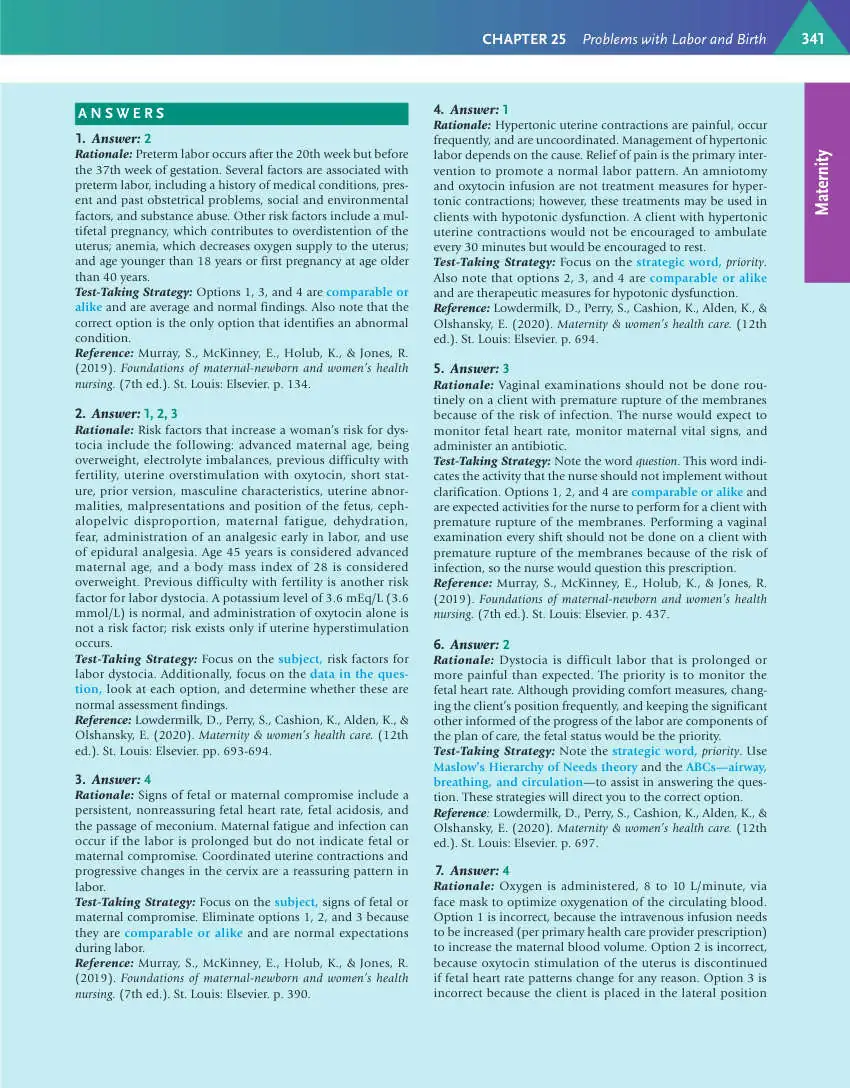 CHAPTER 25 Problems with Labor and Birth 341
Maternity
ANSWERS
1. Answer: 2
Rationale: Preterm labor occurs after the 20th week but before
the 37th week of gestation. Several factors are associated with
preterm labor, including a history of medical conditions, pres-
ent and past obstetrical problems, social and environmental
factors, and substance abuse. Other risk factors include a mul-
tifetal pregnancy, which contributes to overdistention of the
uterus; anemia, which decreases oxygen supply to the uterus;
and age younger than 18 years or first pregnancy at age older
than 40 years.
Test-Taking Strategy: Options 1, 3, and 4 are comparable or
alike and are average and normal findings. Also note that the
correct option is the only option that identifies an abnormal
condition.
Reference: Murray, S., McKinney, E., Holub, K., & Jones, R.
(2019). Foundations of maternal-newborn and women's health
nursing. (7th ed.). St. Louis: Elsevier. p. 134.
2. Answer: 1, 2, 3
Rationale: Risk factors that increase a woman's risk for dys-
tocia include the following: advanced maternal age, being
overweight, electrolyte imbalances, previous difficulty with
fertility, uterine overstimulation with oxytocin, short stat-
ure, prior version, masculine characteristics, uterine abnor-
malities, malpresentations and position of the fetus, ceph-
alopelvic disproportion, maternal fatigue, dehydration,
fear, administration of an analgesic early in labor, and use
of epidural analgesia. Age 45 years is considered advanced
maternal age, and a body mass index of 28 is considered
overweight. Previous difficulty with fertility is another risk
factor for labor dystocia. A potassium level of 3.6 mEq/L (3.6
mmol/L) is normal, and administration of oxytocin alone is
not a risk factor; risk exists only if uterine hyperstimulation
occurs.
Test-Taking Strategy: Focus on the subject, risk factors for
labor dystocia. Additionally, focus on the data in the ques-
tion, look at each option, and determine whether these are
normal assessment findings.
Reference: Lowdermilk, D., Perry, S., Cashion, K., Alden, K., &
Olshansky, E. (2020). Maternity & women's health care. (12th
ed.). St. Louis: Elsevier. pp. 693-694.
3. Answer: 4
Rationale: Signs of fetal or maternal compromise include a
persistent, nonreassuring fetal heart rate, fetal acidosis, and
the passage of meconium. Maternal fatigue and infection can
occur if the labor is prolonged but do not indicate fetal or
maternal compromise. Coordinated uterine contractions and
progressive changes in the cervix are a reassuring pattern in
labor.
Test-Taking Strategy: Focus on the subject, signs of fetal or
maternal compromise. Eliminate options 1, 2, and 3 because
they are comparable or alike and are normal expectations
during labor.
Reference: Murray, S., McKinney, E., Holub, K., & Jones, R.
(2019). Foundations of maternal-newborn and women's health
nursing. (7th ed.). St. Louis: Elsevier. p. 390.
4. Answer: 1
Rationale: Hypertonic uterine contractions are painful, occur
frequently, and are uncoordinated. Management of hypertonic
labor depends on the cause. Relief of pain is the primary inter-
vention to promote a normal labor pattern. An amniotomy
and oxytocin infusion are not treatment measures for hyper-
tonic contractions; however, these treatments may be used in
clients with hypotonic dysfunction. A client with hypertonic
uterine contractions would not be encouraged to ambulate
every 30 minutes but would be encouraged to rest.
Test-Taking Strategy: Focus on the strategic word, priority.
Also note that options 2, 3, and 4 are comparable or alike
and are therapeutic measures for hypotonic dysfunction.
Reference: Lowdermilk, D., Perry, S., Cashion, K., Alden, K., &
Olshansky, E. (2020). Maternity & women's health care. (12th
ed.). St. Louis: Elsevier. p. 694.
5. Answer: 3
Rationale: Vaginal examinations should not be done rou-
tinely on a client with premature rupture of the membranes
because of the risk of infection. The nurse would expect to
monitor fetal heart rate, monitor maternal vital signs, and
administer an antibiotic.
Test-Taking Strategy: Note the word question. This word indi-
cates the activity that the nurse should not implement without
clarification. Options 1, 2, and 4 are comparable or alike and
are expected activities for the nurse to perform for a client with
premature rupture of the membranes. Performing a vaginal
examination every shift should not be done on a client with
premature rupture of the membranes because of the risk of
infection, so the nurse would question this prescription.
Reference: Murray, S., McKinney, E., Holub, K., & Jones, R.
(2019). Foundations of maternal-newborn and women's health
nursing. (7th ed.). St. Louis: Elsevier. p. 437.
6. Answer: 2
Rationale: Dystocia is difficult labor that is prolonged or
more painful than expected. The priority is to monitor the
fetal heart rate. Although providing comfort measures, chang-
ing the client's position frequently, and keeping the significant
other informed of the progress of the labor are components of
the plan of care, the fetal status would be the priority.
Test-Taking Strategy: Note the strategic word, priority. Use
Maslow's Hierarchy of Needs theory and the ABCs—airway,
breathing, and circulation—to assist in answering the ques-
tion. These strategies will direct you to the correct option.
Reference: Lowdermilk, D., Perry, S., Cashion, K., Alden, K., &
Olshansky, E. (2020). Maternity & women's health care. (12th
ed.). St. Louis: Elsevier. p. 697.
7. Answer: 4
Rationale: Oxygen is administered, 8 to 10 L/minute, via
face mask to optimize oxygenation of the circulating blood.
Option 1 is incorrect, because the intravenous infusion needs
to be increased (per primary health care provider prescription)
to increase the maternal blood volume. Option 2 is incorrect,
because oxytocin stimulation of the uterus is discontinued
if fetal heart rate patterns change for any reason. Option 3 is
incorrect because the client is placed in the lateral position